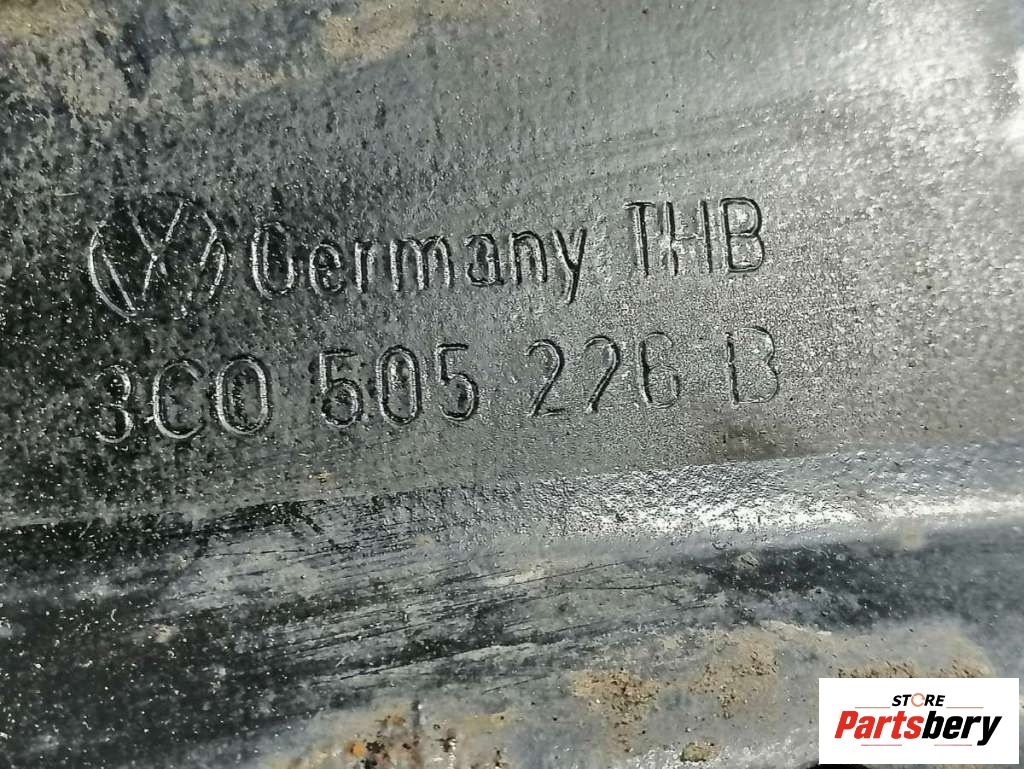 Germany THB
3C0 505 226 B
STORE
Partsbery